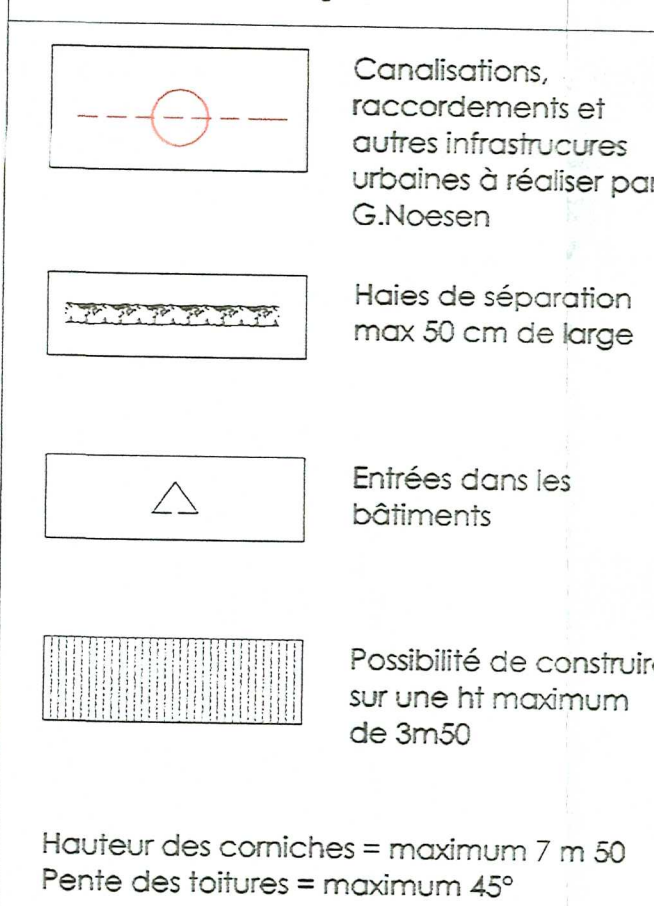 Canalisations,
raccordements et
autres infrastrucures
urbaines à réaliser par
G.Noesen
Haies de séparation
max 50 cm de large
Entrées dans les
bâtiments
Possibilité de construire
sur une ht maximum
de 3m50
Hauteur des corniches = maximum 7 m 50
Pente des toitures = maximum 45°